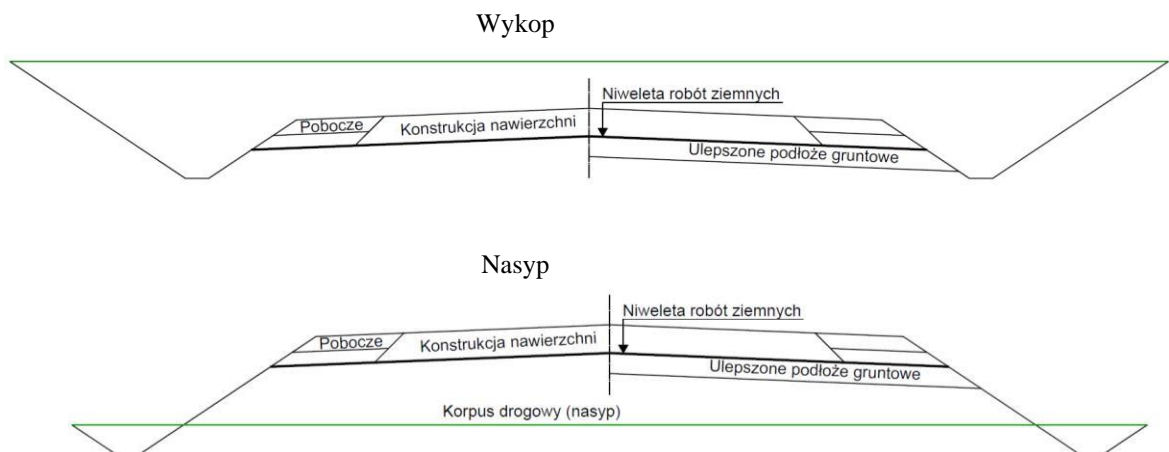 Wykop
Niweleta robót ziemnych
Pobocze
Konstrukcja nawierzchni
Ulepszone podłoże gruntowe
Nasyp
Niweleta robót ziemnych
Pobocze
Konstrukcja nawierzchni
Ulepszone podłoże gruntowe
Korpus drogowy (nasyp)